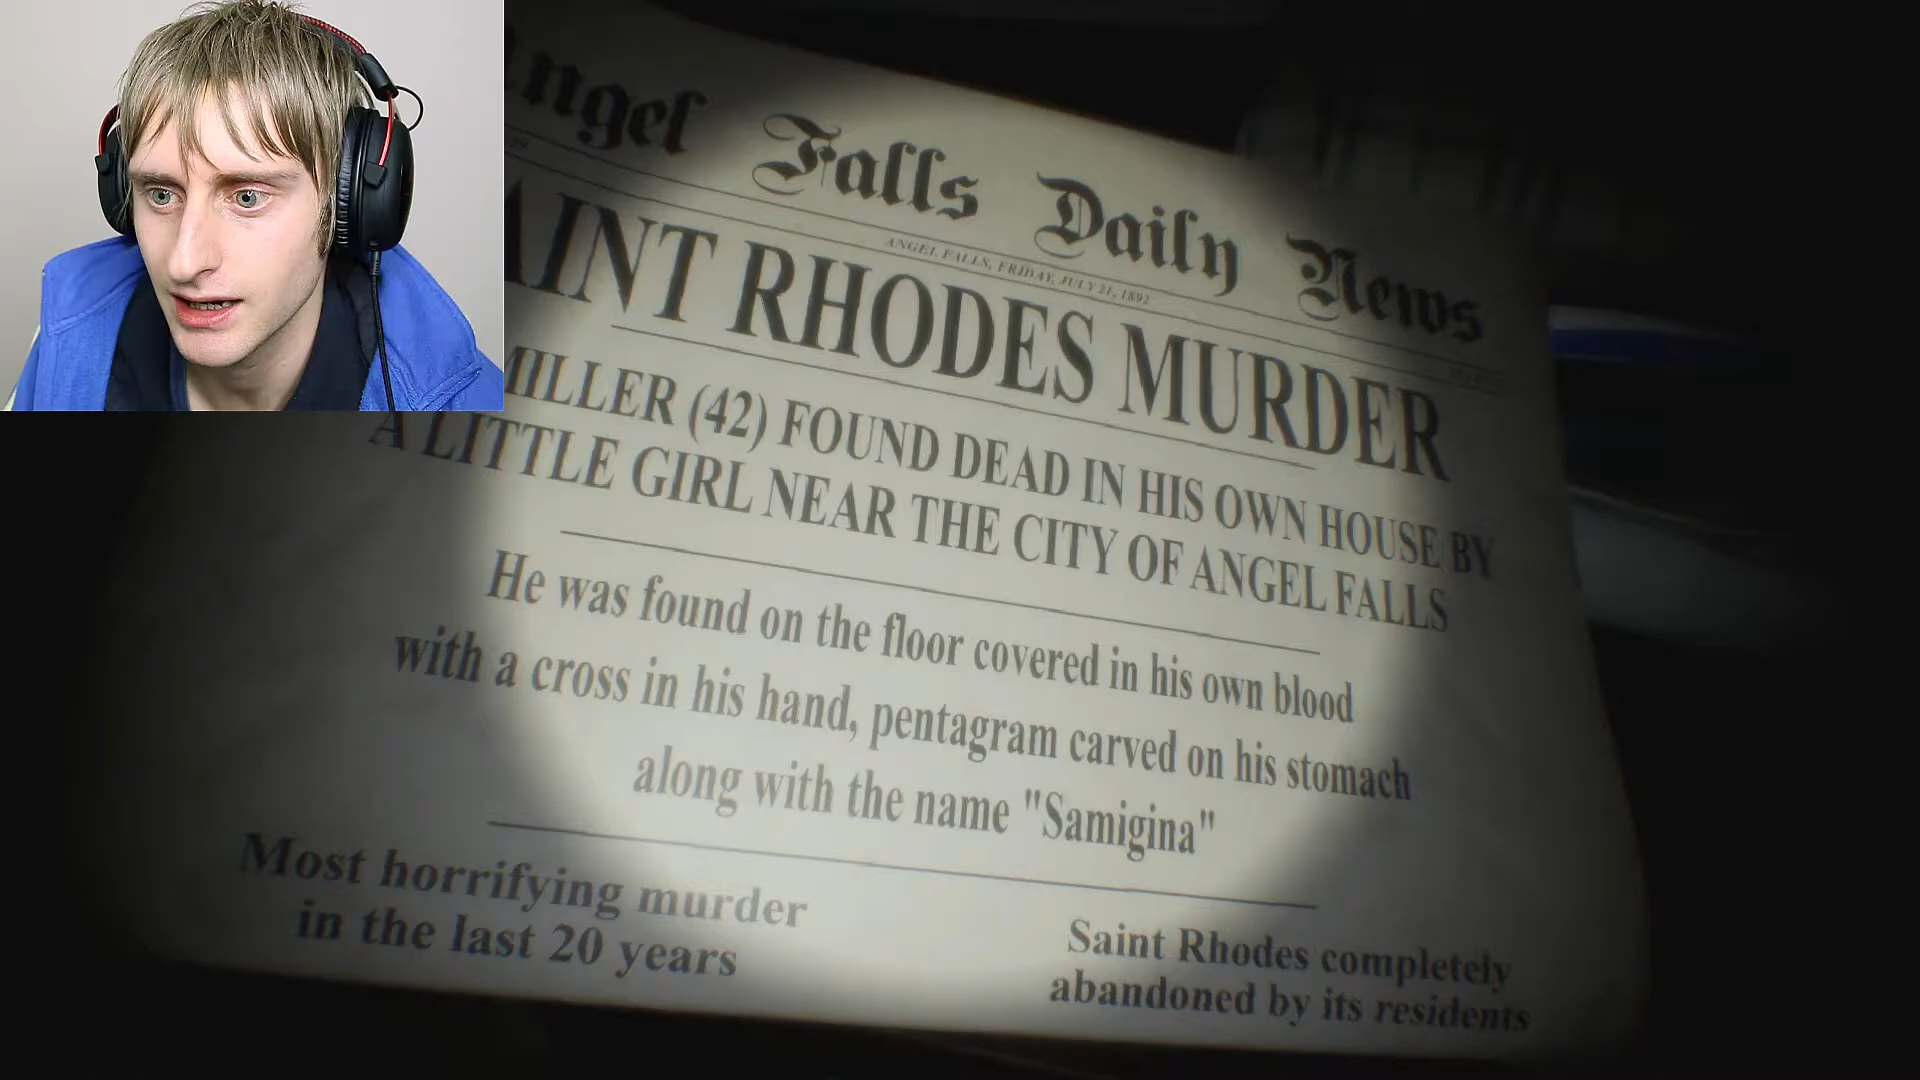 Angel Falls Daily News
ANGEL FALLS, FRIDAY, JULY 21, 1892
SAINT RHODES MURDER
MILLER (42) FOUND DEAD IN HIS OWN HOUSE BY
A LITTLE GIRL NEAR THE CITY OF ANGEL FALLS
He was found on the floor covered in his own blood
with a cross in his hand, pentagram carved on his stomach
along with the name "Samigina"
Most horrifying murder
in the last 20 years
Saint Rhodes completely
abandoned by its residents